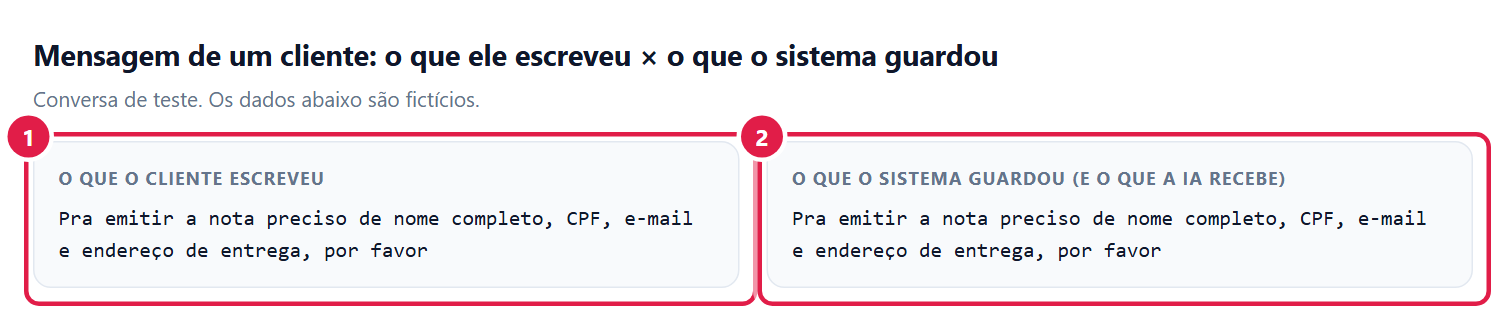 Mensagem de um cliente: o que ele escreveu × o que o sistema guardou
Conversa de teste. Os dados abaixo são fictícios.
1
O QUE O CLIENTE ESCREVEU
Pra emitir a nota preciso de nome completo, CPF, e-mail
e endereço de entrega, por favor
2
O QUE O SISTEMA GUARDOU (E O QUE A IA RECEBE)
Pra emitir a nota preciso de nome completo, CPF, e-mail
e endereço de entrega, por favor